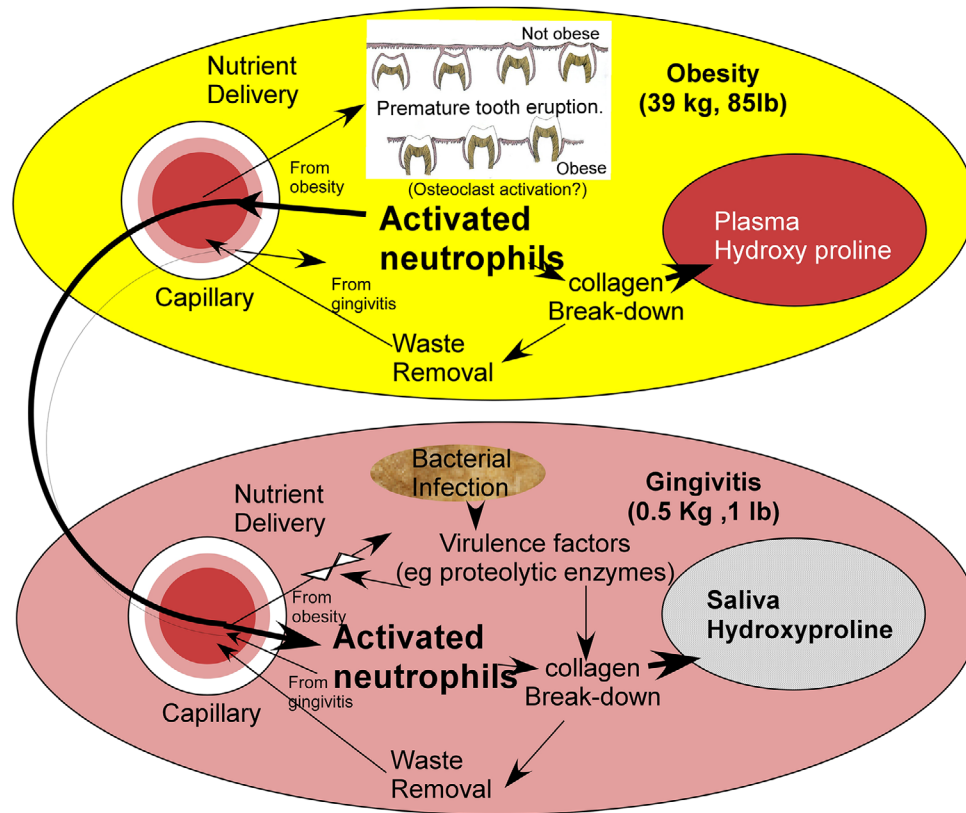 Not obese
Premature tooth eruption.
Obese
(Osteoclast activation?)
Nutrient
Delivery
Obesity
(39 kg, 85lb)
From
obesity
Activated
neutrophils
Plasma
Hydroxy proline
From
gingivitis
collagen
Break-down
Capillary
Waste
Removal
Bacterial
Infection
Gingivitis
(0.5 Kg ,1 lb)
Nutrient
Delivery
Virulence factors
(eg proteolytic enzymes)
From
obesity
Saliva
Hydroxyproline
Activated
neutrophils
From
gingivitis
collagen
Break-down
Capillary
Waste
Removal